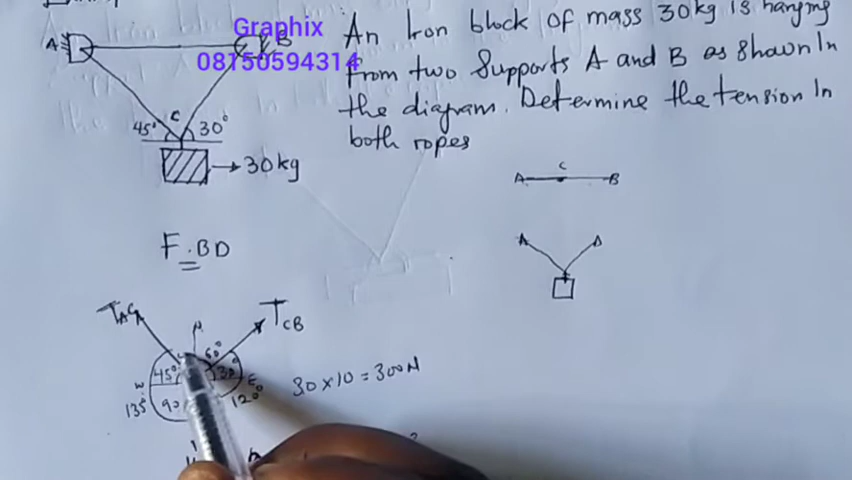 An Iron block of mass 30kg is hanging
from two Supports A and B as shawn In
the diagram. Determine the tension In
both ropes
Graphix
08150594314
A
B
C
45° 30°
30kg
A C B
F.BD
A
TAC
TCB
N
60°
45° 30°
W E
135° 90 120°
30 × 10 = 300N